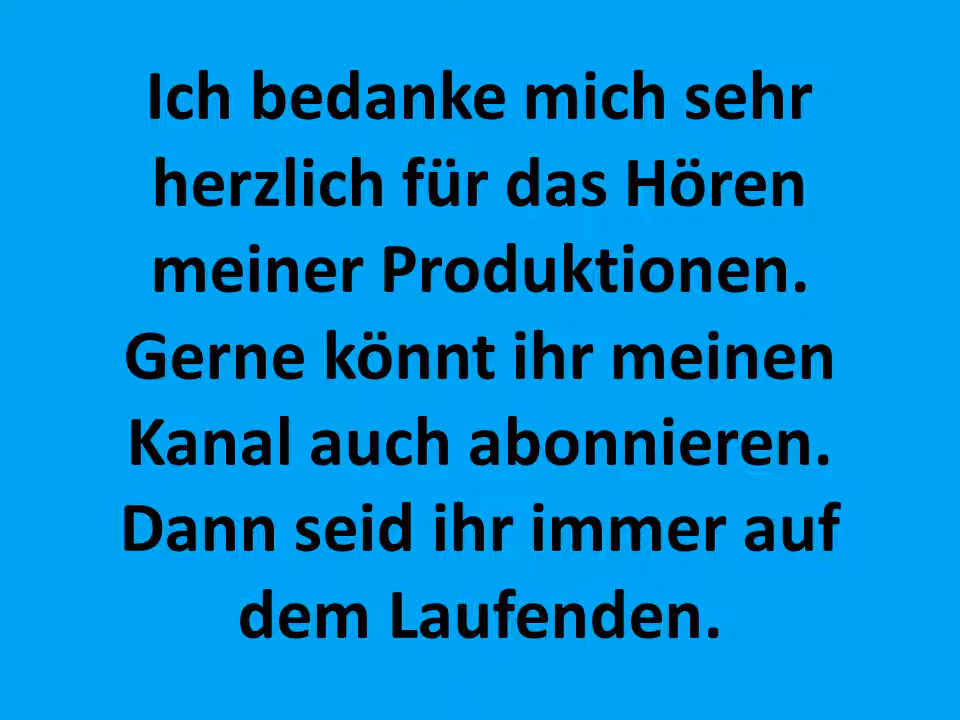 Ich bedanke mich sehr
herzlich für das Hören
meiner Produktionen.
Gerne könnt ihr meinen
Kanal auch abonnieren.
Dann seid ihr immer auf
dem Laufenden.